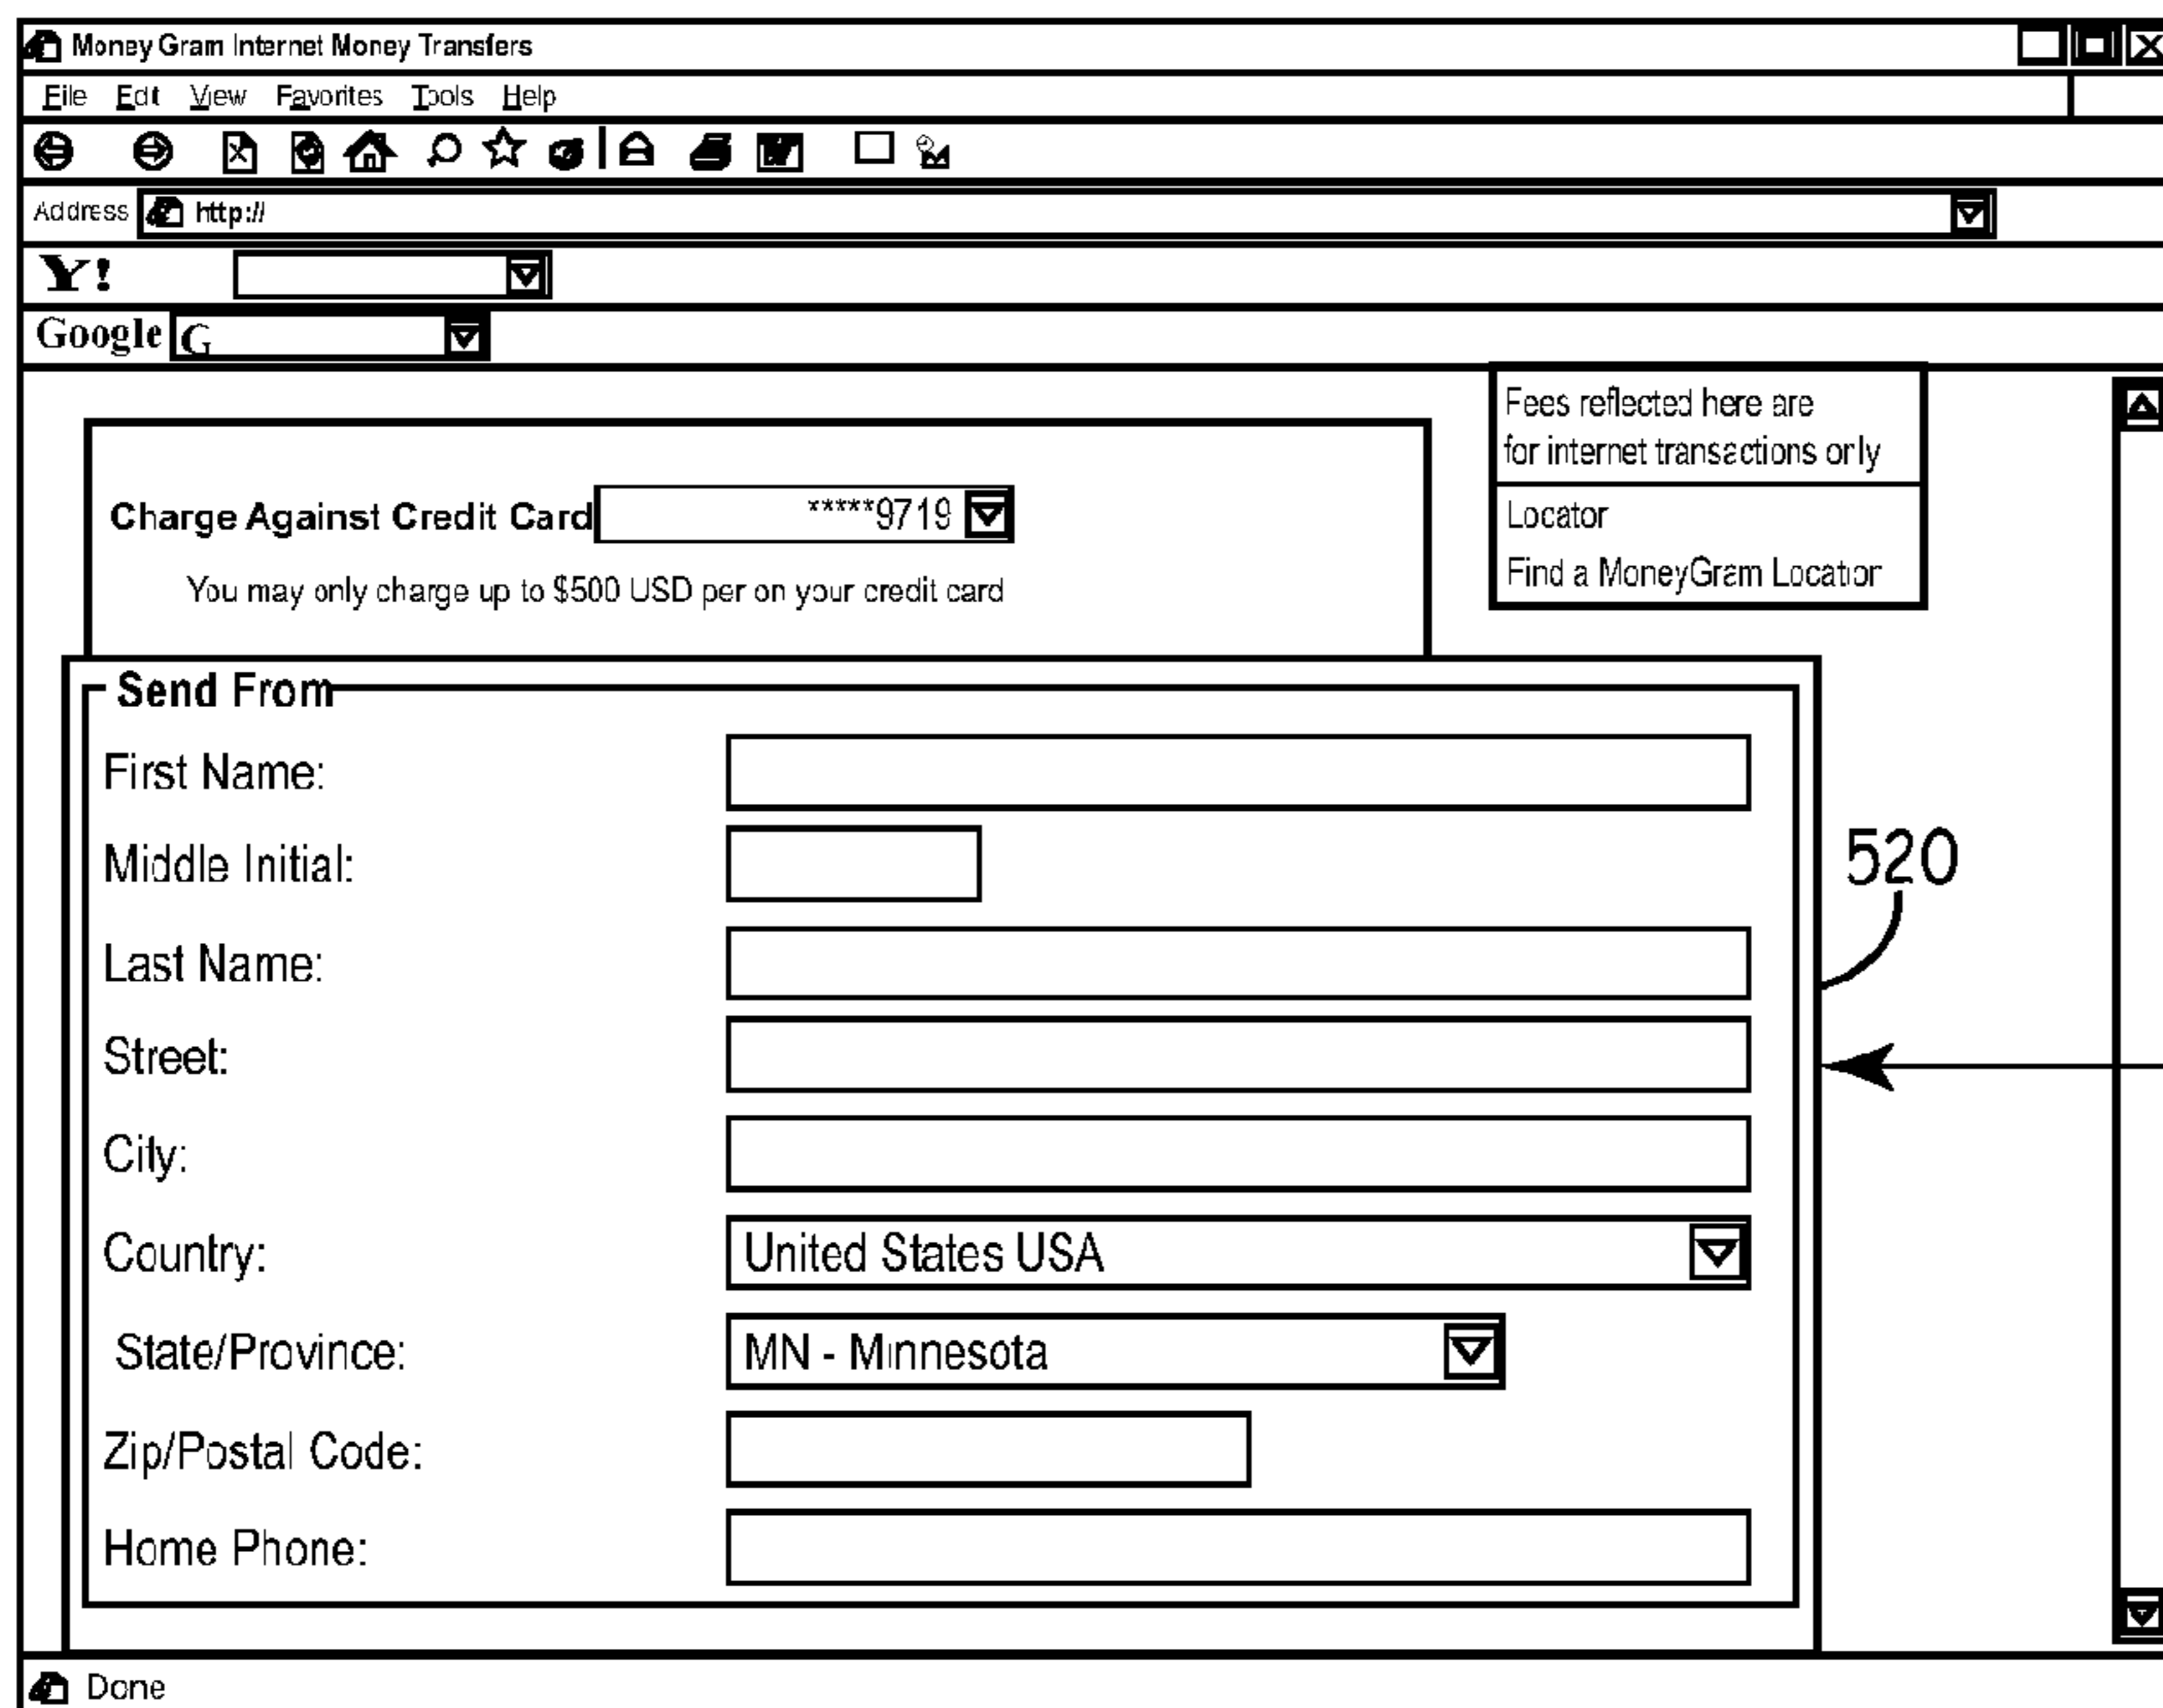 Money Gram Internet Money Transfers
File Edit View Favorites Tools Help
Address http://
Y!
Google G
Fees reflected here are
for internet transactions only
Locator
Find a MoneyGram Location
Charge Against Credit Card *****9719
You may only charge up to $500 USD per on your credit card
Send From
First Name:
Middle Initial:
Last Name:
520
Street:
City:
Country: United States USA
State/Province: MN - Minnesota
Zip/Postal Code:
Home Phone:
Done